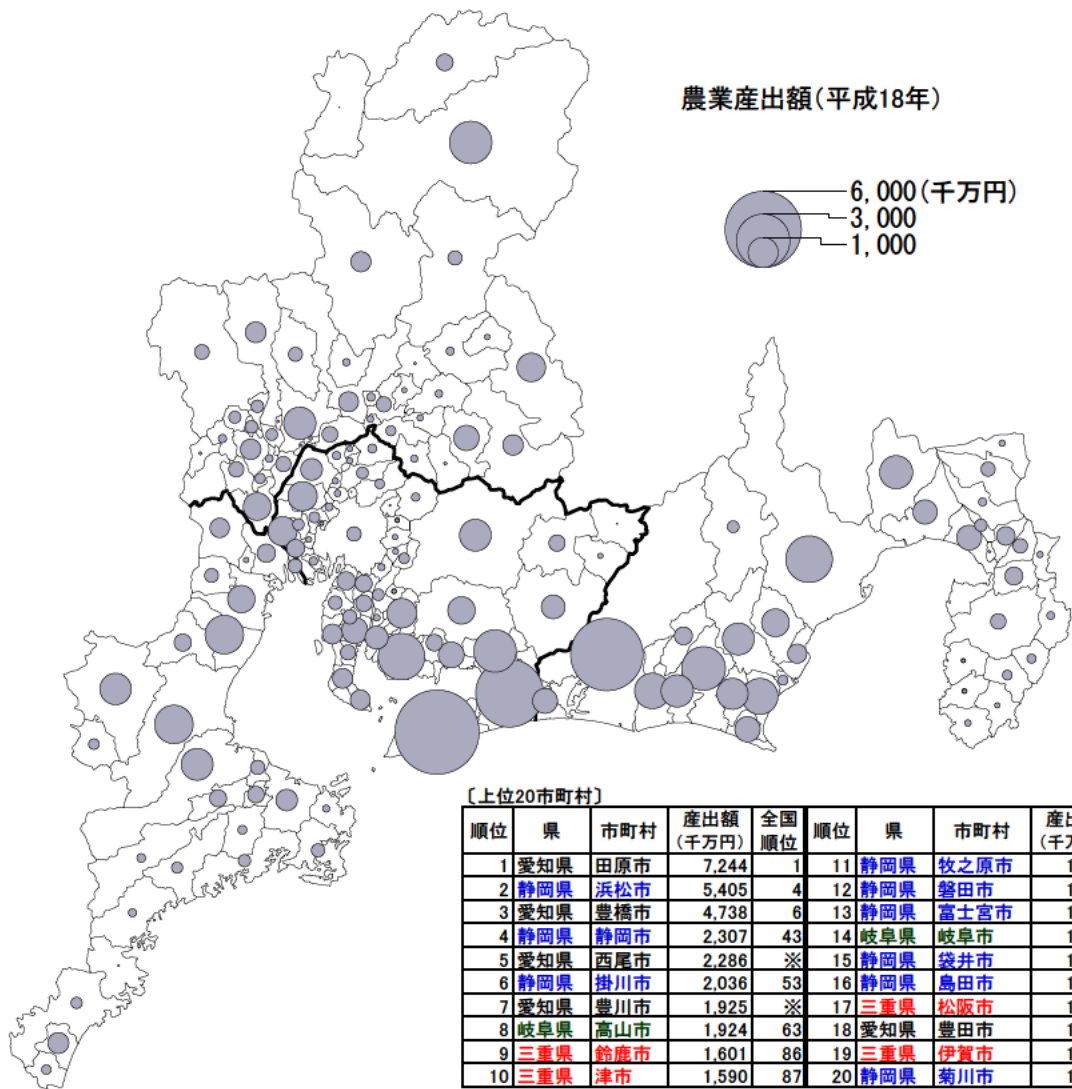 農業産出額(平成18年)
6,000(千万円)
3,000
1,000
〔上位20市町村〕
順位 県 市町村 産出額(千万円) 全国順位 順位 県 市町村
1 愛知県 田原市 7,244 1 11 静岡県 牧之原市 1
2 静岡県 浜松市 5,405 4 12 静岡県 磐田市 1
3 愛知県 豊橋市 4,738 6 13 静岡県 富士宮市 1
4 静岡県 静岡市 2,307 43 14 岐阜県 岐阜市 1
5 愛知県 西尾市 2,286 ※ 15 静岡県 袋井市 1
6 静岡県 掛川市 2,036 53 16 静岡県 島田市 1
7 愛知県 豊川市 1,925 ※ 17 三重県 松阪市 1
8 岐阜県 高山市 1,924 63 18 愛知県 豊田市 1
9 三重県 鈴鹿市 1,601 86 19 三重県 伊賀市 1
10 三重県 津市 1,590 87 20 静岡県 菊川市 1